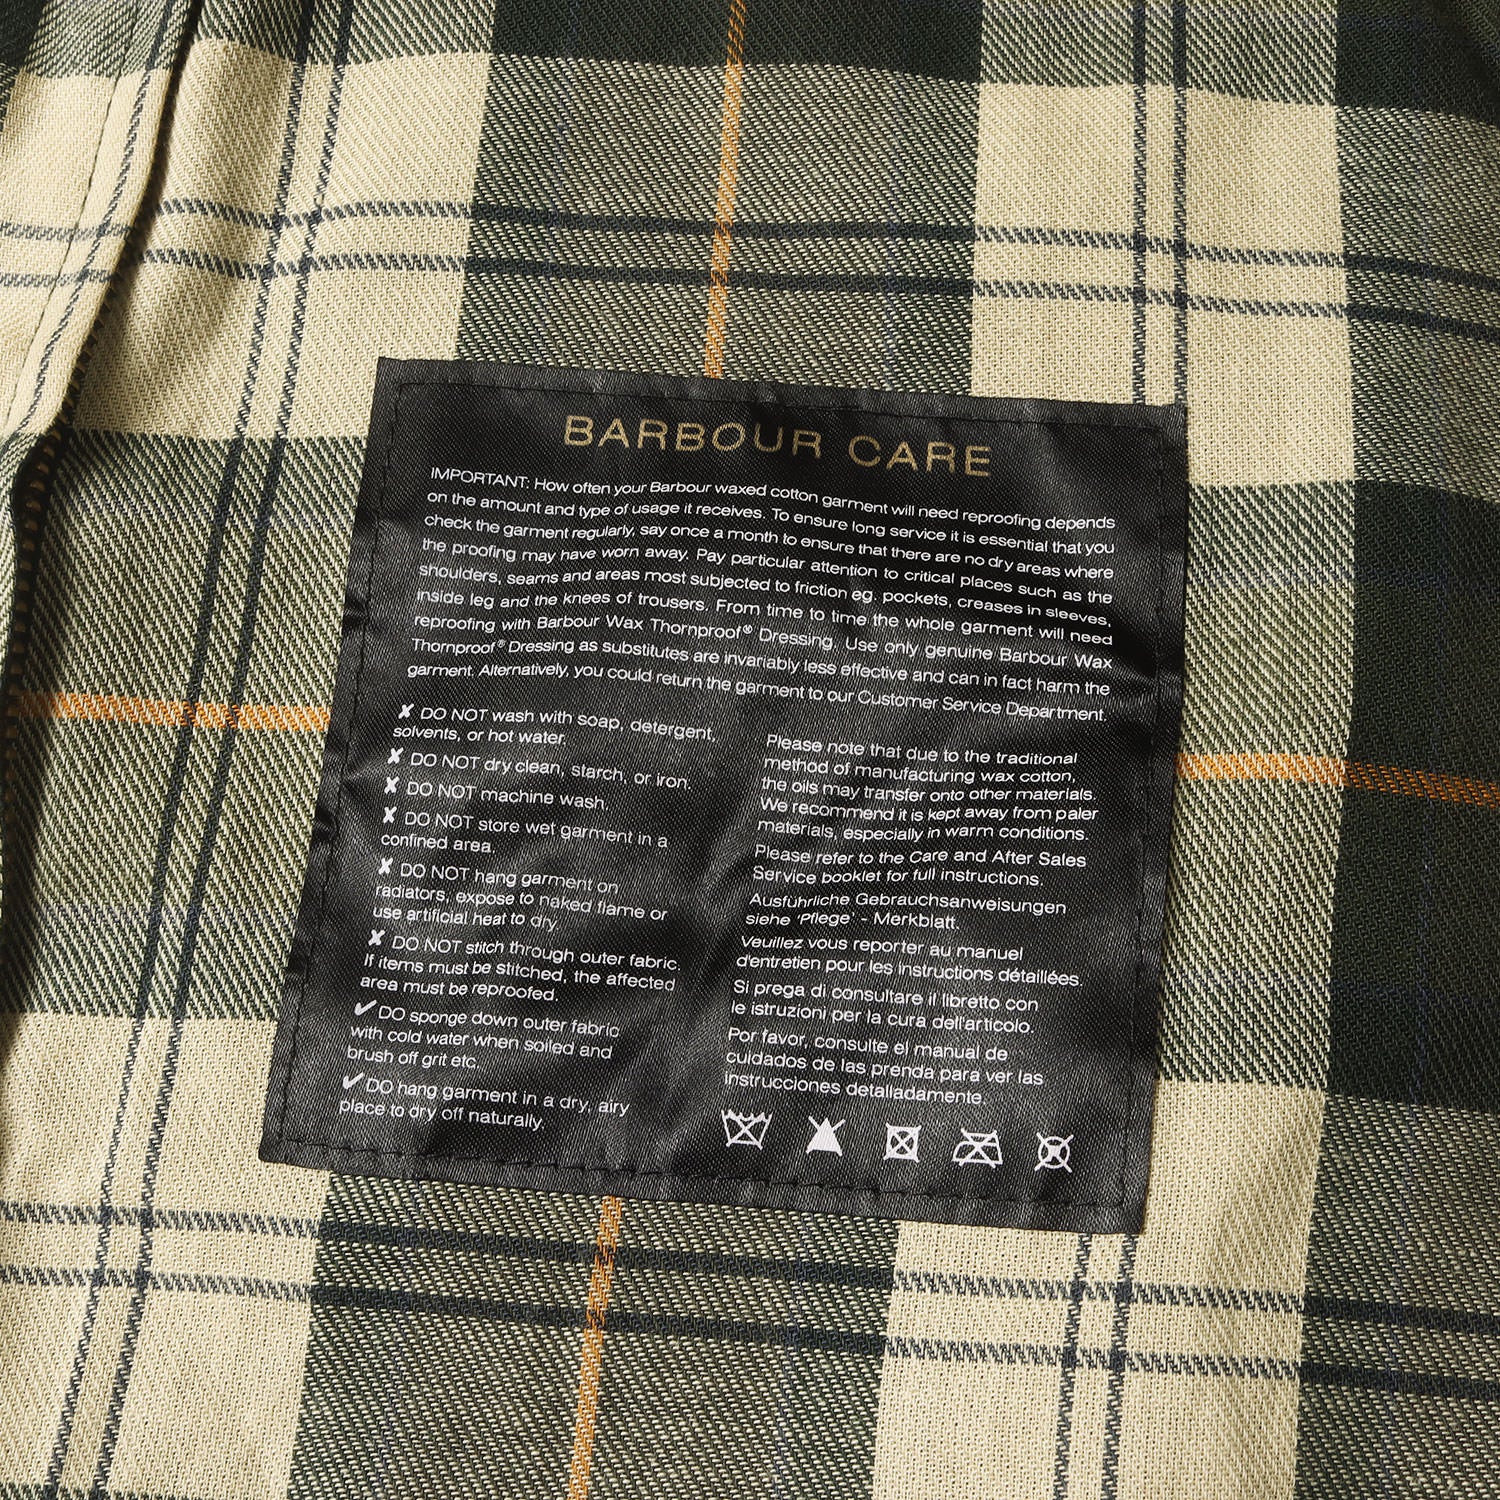 BARBOUR CARE
IMPORTANT: How often your Barbour waxed cotton garment will need reproofing depends
on the amount and type of usage it receives. To ensure long service it is essential that you
check the garment regularly, say once a month to ensure that there are no dry areas where
the proofing may have worn away. Pay particular attention to critical places such as the
shoulders, seams and areas most subjected to friction eg. pockets, creases in sleeves,
inside leg and the knees of trousers. From time to time the whole garment will need
reproofing with Barbour Wax Thornproof® Dressing. Use only genuine Barbour Wax
Thornproof® Dressing as substitutes are invariably less effective and can in fact harm the
garment. Alternatively, you could return the garment to our Customer Service Department.
✘ DO NOT wash with soap, detergent,
solvents, or hot water.
✘ DO NOT dry clean, starch, or iron.
✘ DO NOT machine wash.
✘ DO NOT store wet garment in a
confined area.
✘ DO NOT hang garment on
radiators, expose to naked flame or
use artificial heat to dry.
✘ DO NOT stitch through outer fabric.
If items must be stitched, the affected
area must be reproofed.
✔ DO sponge down outer fabric
with cold water when soiled and
brush off grit etc.
✔ DO hang garment in a dry, airy
place to dry off naturally.
Please note that due to the traditional
method of manufacturing wax cotton,
the oils may transfer onto other materials.
We recommend it is kept away from paler
materials, especially in warm conditions.
Please refer to the Care and After Sales
Service booklet for full instructions.
Ausführliche Gebrauchsanweisungen
siehe 'Pflege' - Merkblatt.
Veuillez vous reporter au manuel
d'entretien pour les instructions détaillées.
Si prega di consultare il libretto con
le istruzioni per la cura dell'articolo.
Por favor, consulte el manual de
cuidados de las prenda para ver las
instrucciones detalladamente.